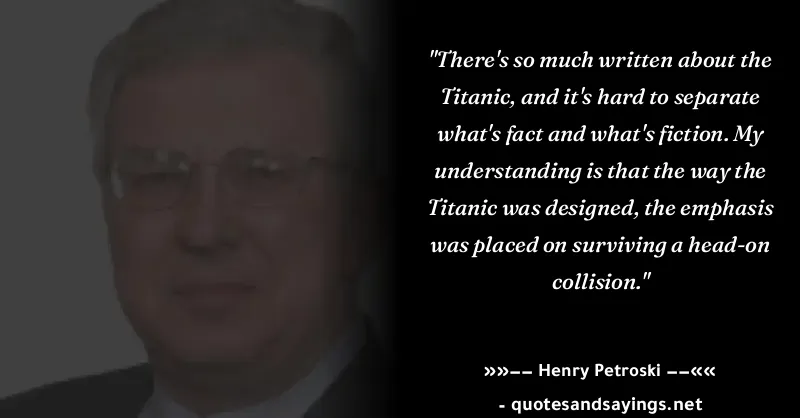 "There's so much written about the
Titanic, and it's hard to separate
what's fact and what's fiction. My
understanding is that the way the
Titanic was designed, the emphasis
was placed on surviving a head-on
collision."
»»−− Henry Petroski −−««
- quotesandsayings.net